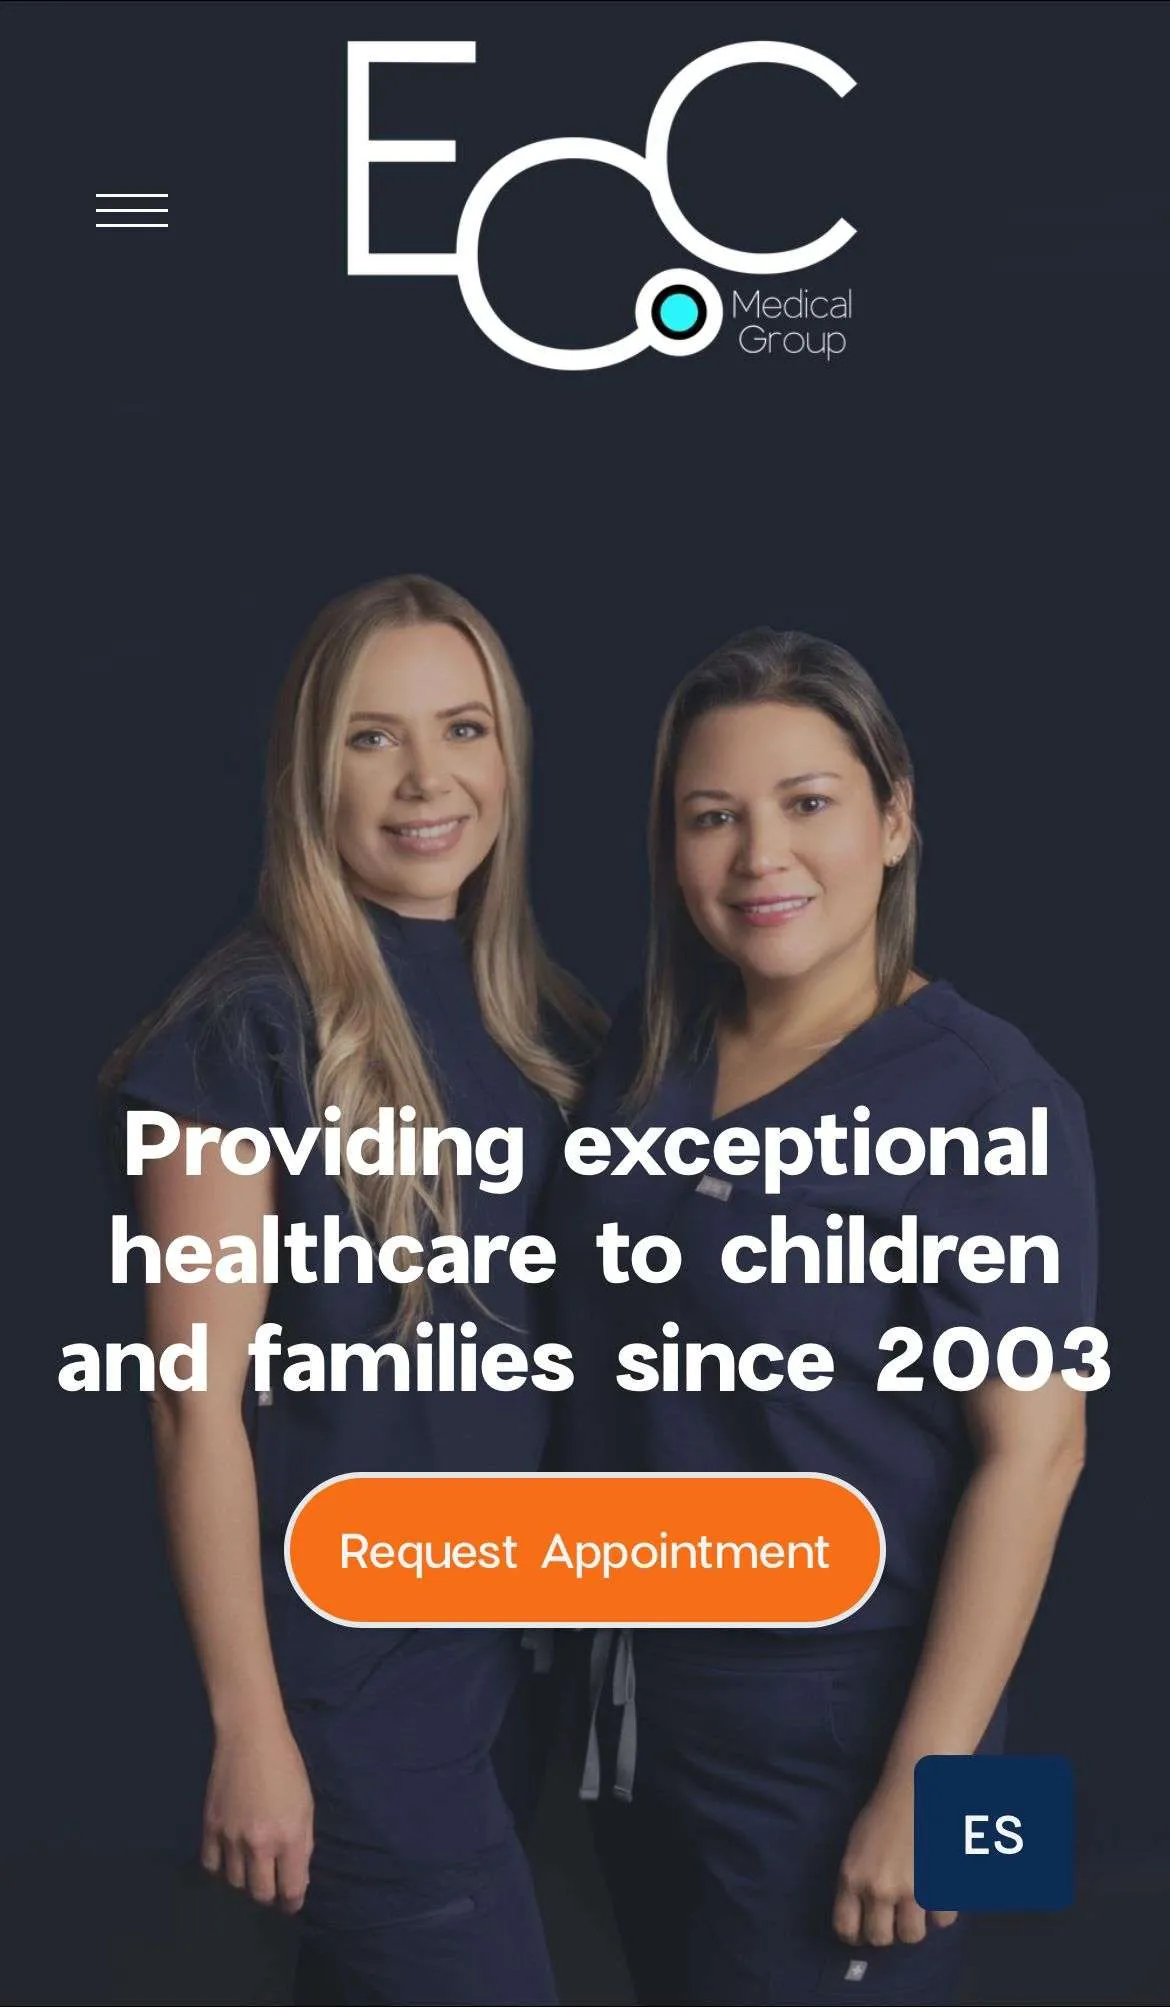 ECC
Medical
Group
Providing exceptional
healthcare to children
and families since 2003
Request Appointment
ES